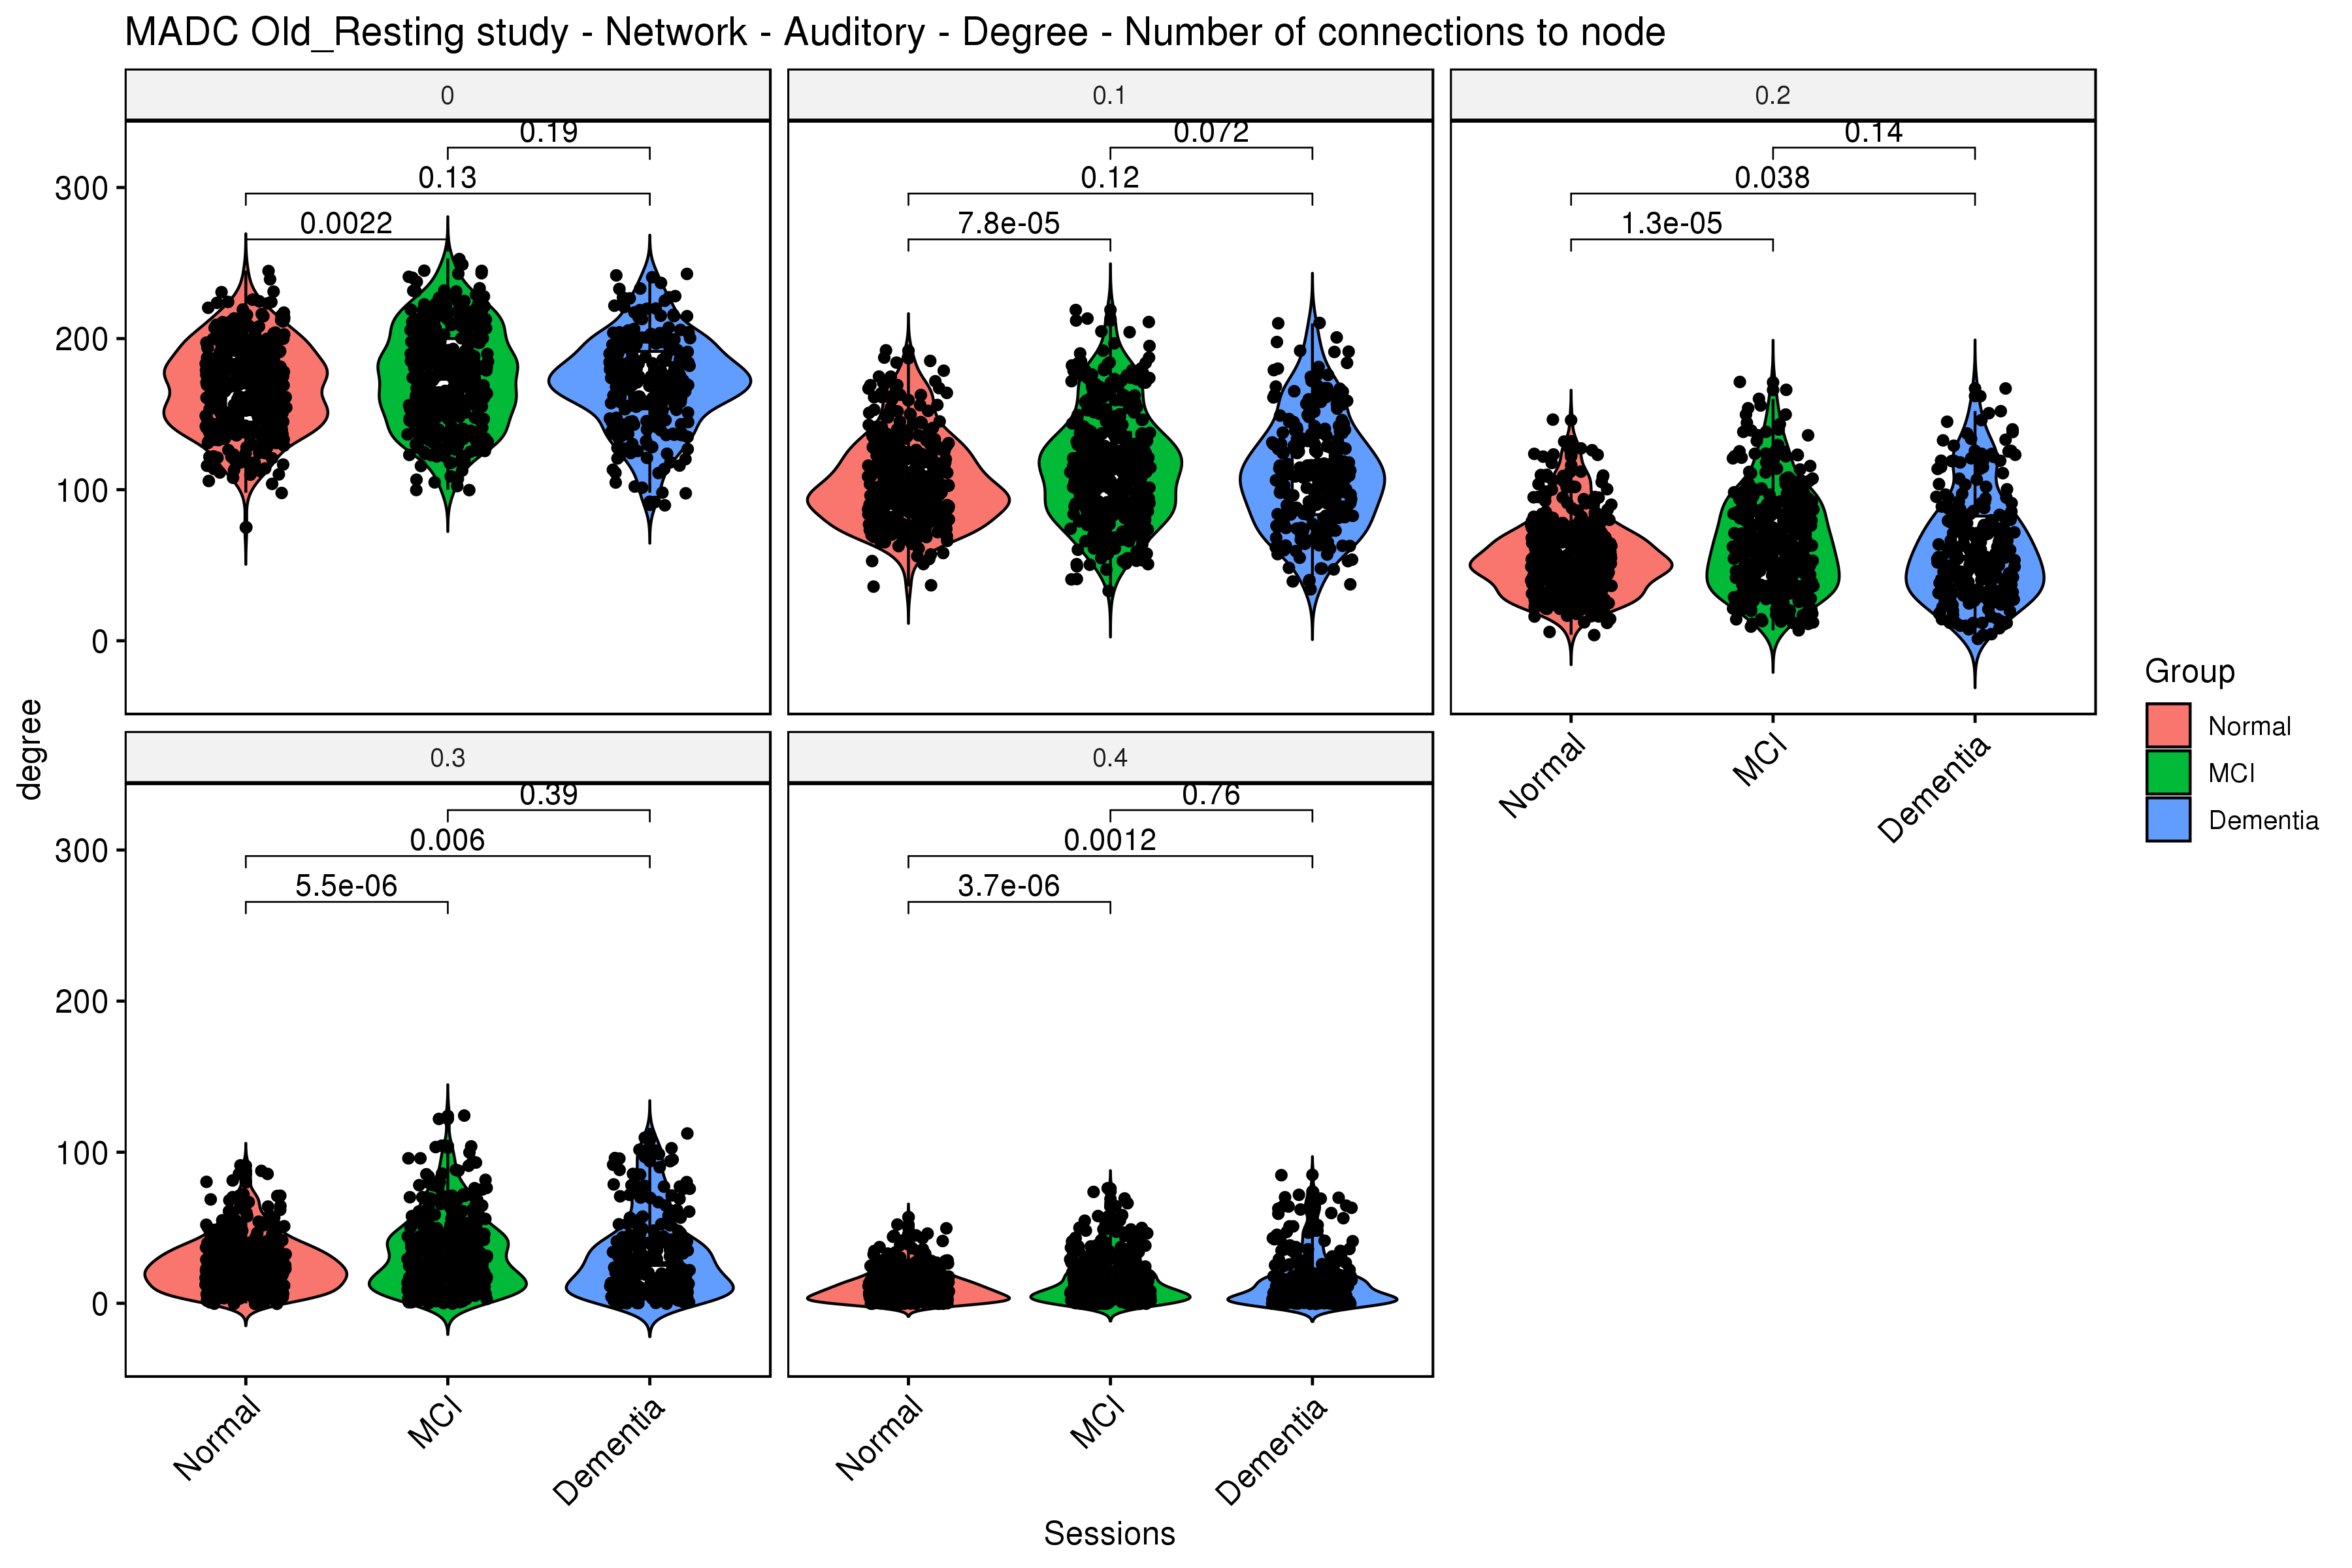 MADC Old_Resting study - Network - Auditory - Degree - Number of connections to node
0
0.1
0.2
0.19
0.13
0.0022
0.072
0.12
7.8e-05
0.14
0.038
1.3e-05
300
200
100
0
degree
Normal
MCI
Dementia
Group
Normal
MCI
Dementia
0.3
0.4
0.39
0.006
5.5e-06
0.76
0.0012
3.7e-06
300
200
100
0
Normal
MCI
Dementia
Normal
MCI
Dementia
Sessions